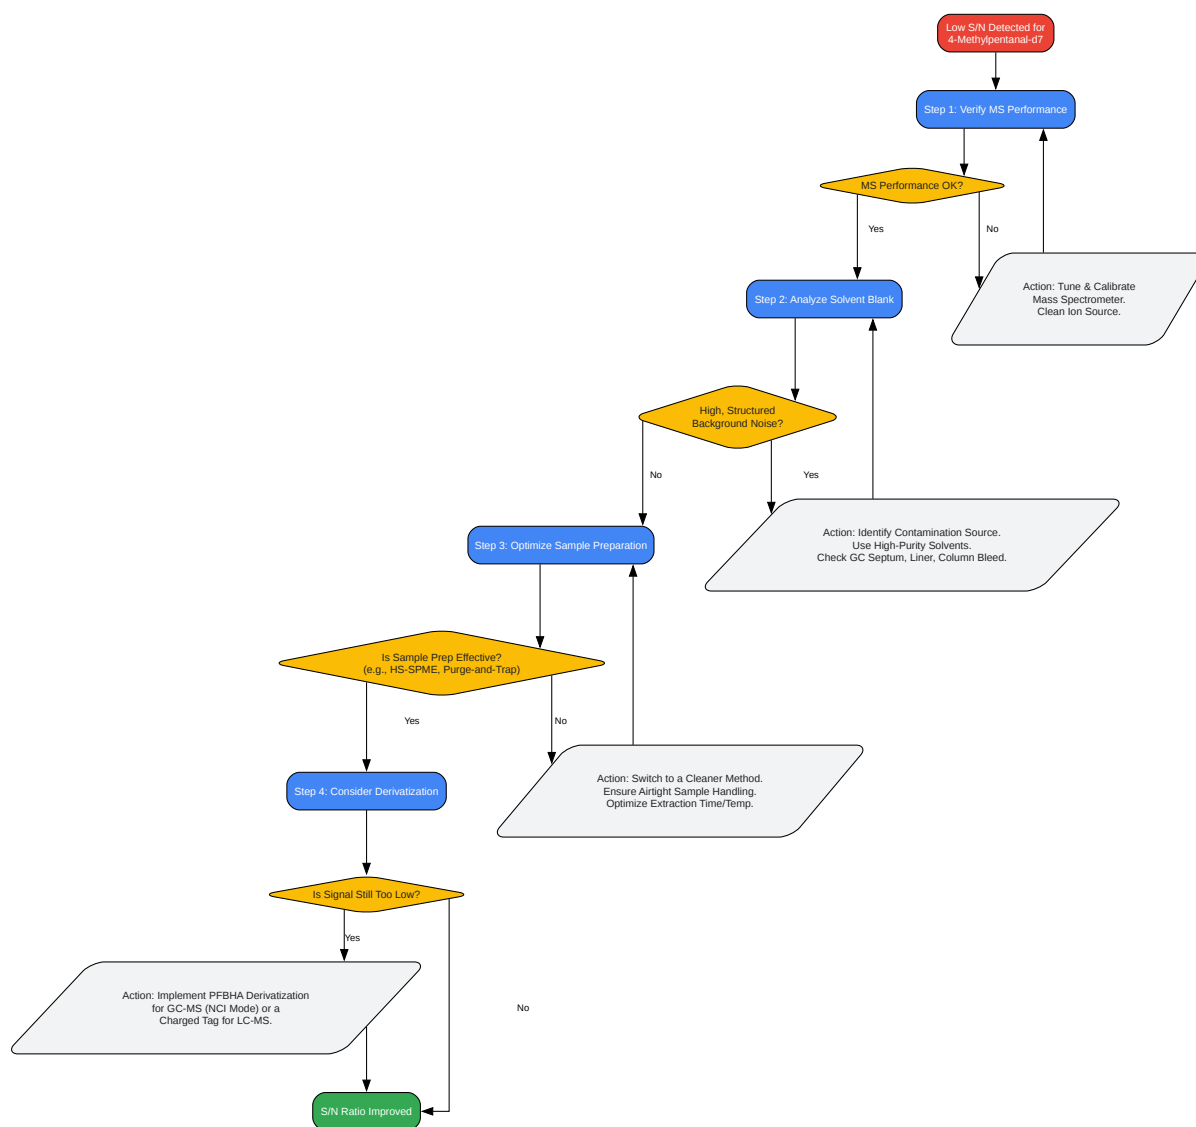 Low S/N Detected for
4-Methylpentanal-d7
Step 1: Verify MS Performance
MS Performance OK?
Yes
No
Action: Tune & Calibrate
Mass Spectrometer.
Clean Ion Source.
Step 2: Analyze Solvent Blank
High, Structured
Background Noise?
No
Yes
Action: Identify Contamination Source.
Use High-Purity Solvents.
Check GC Septum, Liner, Column Bleed.
Step 3: Optimize Sample Preparation
Is Sample Prep Effective?
(e.g., HS-SPME, Purge-and-Trap)
Yes
No
Action: Switch to a Cleaner Method.
Ensure Airtight Sample Handling.
Optimize Extraction Time/Temp.
Step 4: Consider Derivatization
Is Signal Still Too Low?
Yes
Action: Implement PFBHA Derivatization
for GC-MS (NCI Mode) or a
Charged Tag for LC-MS.
No
S/N Ratio Improved